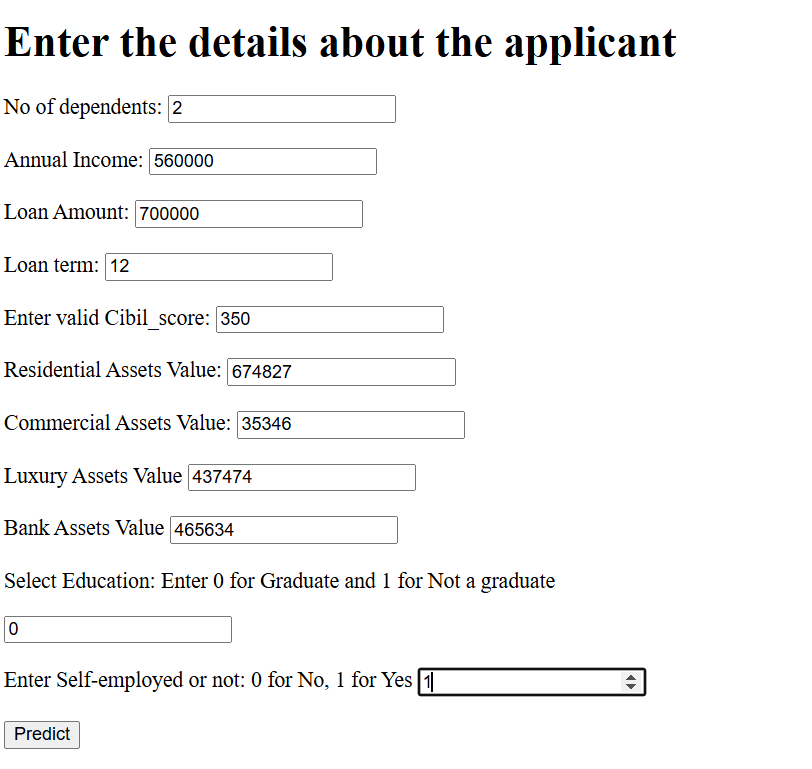 Enter the details about the applicant
No of dependents: 2
Annual Income: 560000
Loan Amount: 700000
Loan term: 12
Enter valid Cibil_score: 350
Residential Assets Value: 674827
Commercial Assets Value: 35346
Luxury Assets Value 437474
Bank Assets Value 465634
Select Education: Enter 0 for Graduate and 1 for Not a graduate
0
Enter Self-employed or not: 0 for No, 1 for Yes 1
Predict